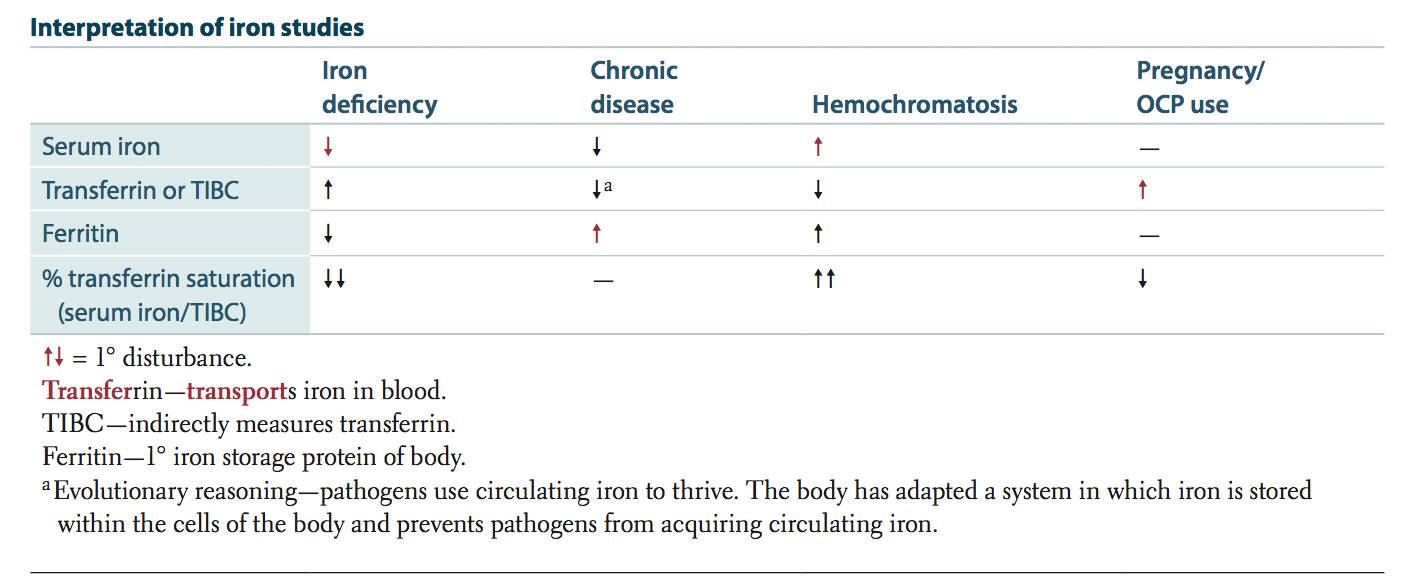 Interpretation of iron studies
Iron deficiency	Chronic disease	Hemochromatosis	Pregnancy/ OCP use
Serum iron	↓	↓	↑	—
Transferrin or TIBC	↑	↓a	↓	↑
Ferritin	↓	↑	↑	—
% transferrin saturation	↓↓	—	↑↑	↓
(serum iron/TIBC)
↑↓ = 1° disturbance.
Transferrin—transports iron in blood.
TIBC—indirectly measures transferrin.
Ferritin—1° iron storage protein of body.
a Evolutionary reasoning—pathogens use circulating iron to thrive. The body has adapted a system in which iron is stored
within the cells of the body and prevents pathogens from acquiring circulating iron.